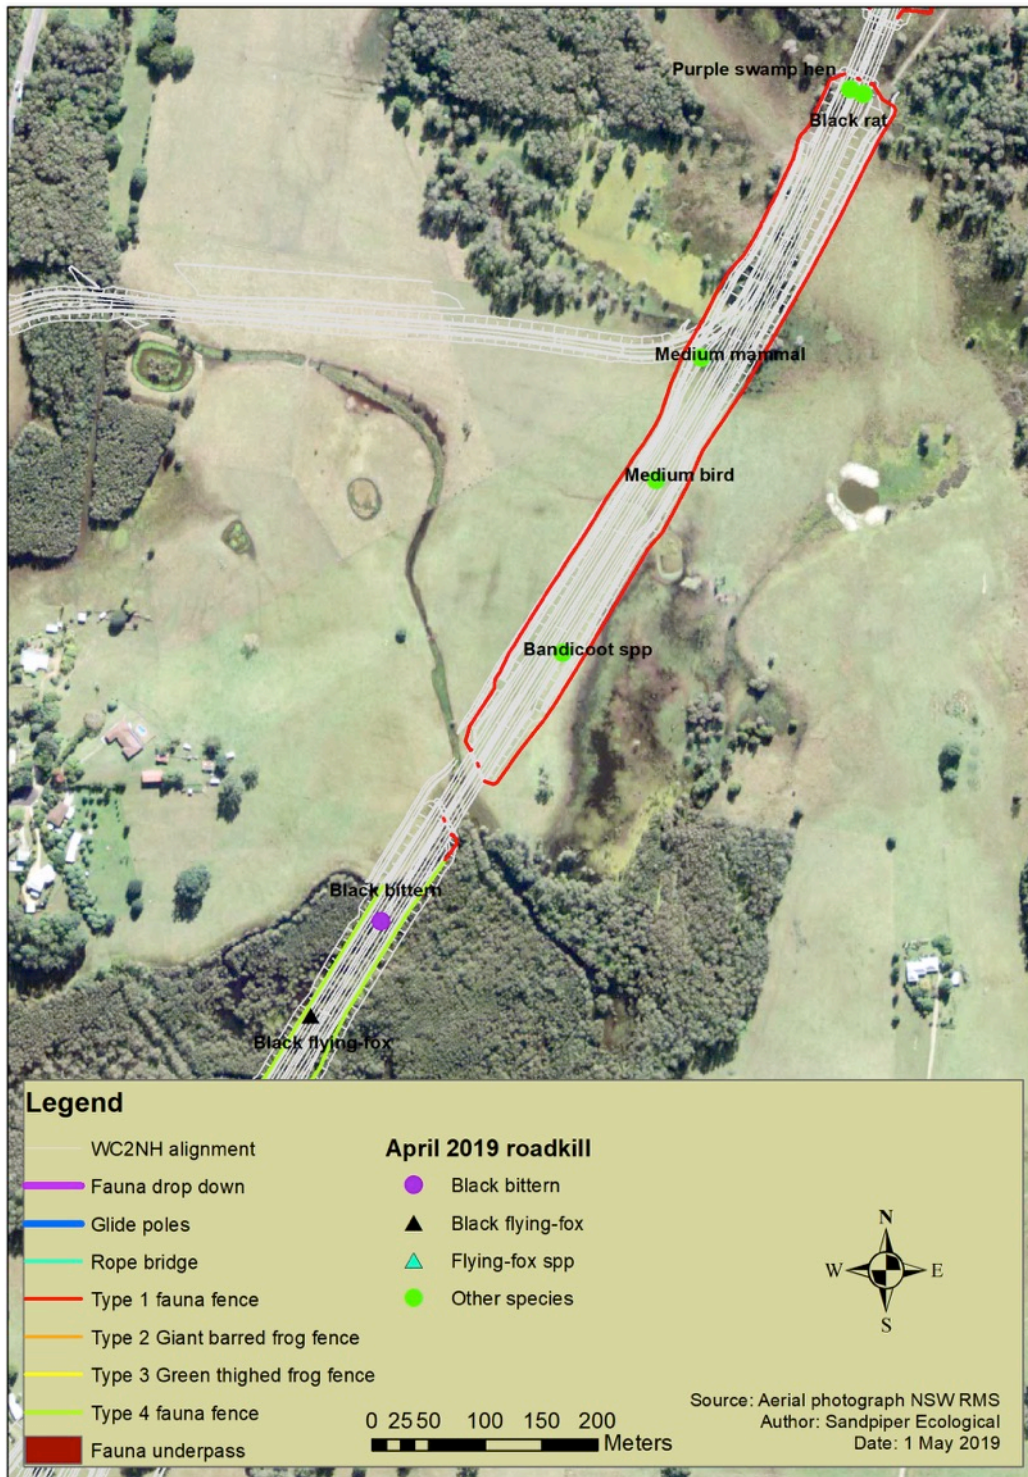 Purple swamp hen
Black rat
Medium mammal
Medium bird
Bandicoot spp
Black bittern
Black flying-fox
Legend
WC2NH alignment
Fauna drop down
Glide poles
Rope bridge
Type 1 fauna fence
Type 2 Giant barred frog fence
Type 3 Green thighed frog fence
Type 4 fauna fence
Fauna underpass
April 2019 roadkill
Black bittern
Black flying-fox
Flying-fox spp
Other species
N
W E
S
0 25 50 100 150 200
Meters
Source: Aerial photograph NSW RMS
Author: Sandpiper Ecological
Date: 1 May 2019